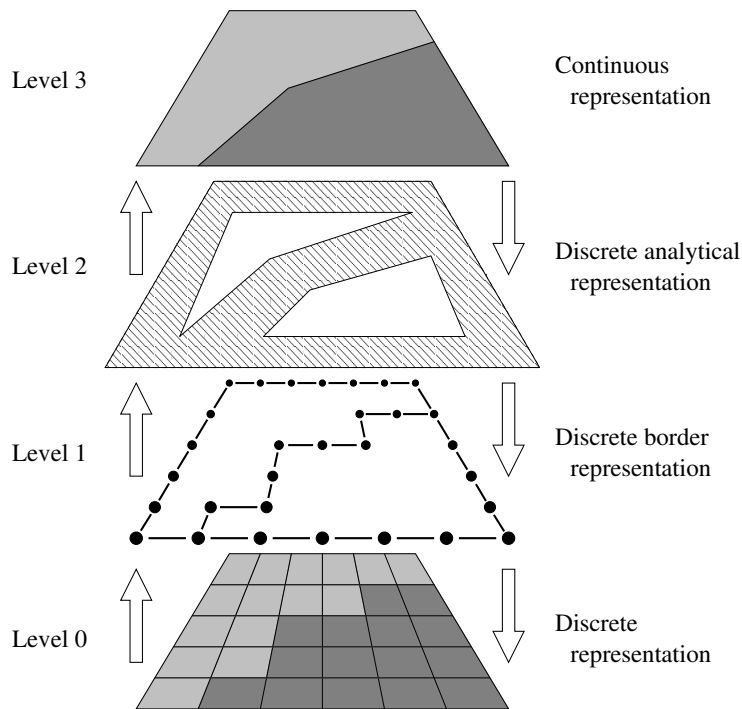 Level 3
Continuous
representation
Level 2
Discrete analytical
representation
Level 1
Discrete border
representation
Level 0
Discrete
representation